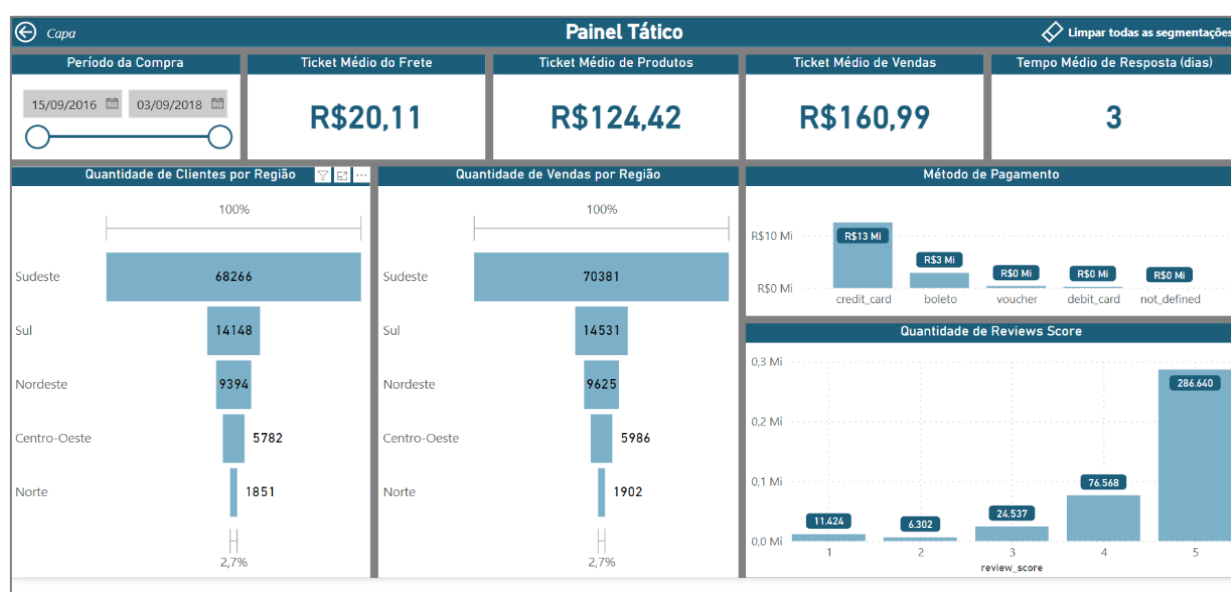 Capa
Painel Tático
Limpar todas as segmentações
Período da Compra
15/09/2016
03/09/2018
Ticket Médio do Frete
R$20,11
Ticket Médio de Produtos
R$124,42
Ticket Médio de Vendas
R$160,99
Tempo Médio de Resposta (dias)
3
Quantidade de Clientes por Região
100%
Sudeste
68266
Sul
14148
Nordeste
9394
Centro-Oeste
5782
Norte
1851
2,7%
Quantidade de Vendas por Região
100%
Sudeste
70381
Sul
14531
Nordeste
9625
Centro-Oeste
5986
Norte
1902
2,7%
Método de Pagamento
R$10 Mi
R$0 Mi
R$13 Mi
R$3 Mi
R$0 Mi
R$0 Mi
R$0 Mi
credit_card
boleto
voucher
debit_card
not_defined
Quantidade de Reviews Score
0,3 Mi
0,2 Mi
0,1 Mi
0,0 Mi
11.424
6.302
24.537
76.568
286.640
1
2
3
4
5
review_score